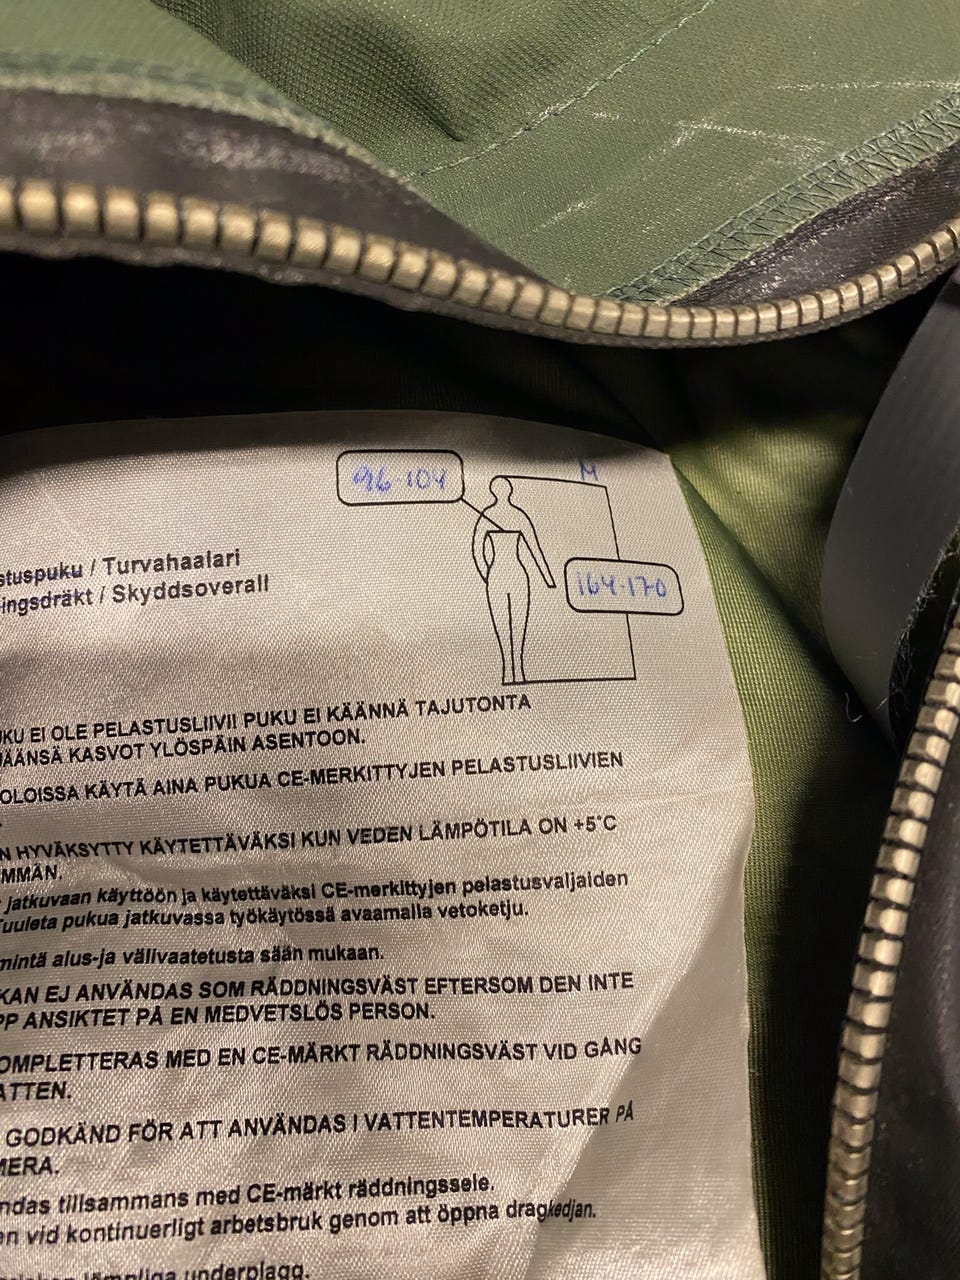 M
96-104
164-170
stuspuku / Turvahaalari
ingsdräkt / Skyddsoverall
UKU EI OLE PELASTUSLIIVII PUKU EI KÄÄNNÄ TAJUTONTA
ÄÄNSÄ KASVOT YLÖSPÄIN ASENTOON.
OLOISSA KÄYTÄ AINA PUKUA CE-MERKITTYJEN PELASTUSLIIVIEN
N HYVÄKSYTTY KÄYTETTÄVÄKSI KUN VEDEN LÄMPÖTILA ON +5°C
MMÄN.
jatkuvaan käyttöön ja käytettäväksi CE-merkittyjen pelastusvaljaiden
Tuuleta pukua jatkuvassa työkäytössä avaamalla vetoketju.
mintä alus-ja välivaatetusta sään mukaan.
KAN EJ ANVÄNDAS SOM RÄDDNINGSVÄST EFTERSOM DEN INTE
PP ANSIKTET PÅ EN MEDVETSLÖS PERSON.
OMPLETTERAS MED EN CE-MÄRKT RÄDDNINGSVÄST VID GÅNG
ATTEN.
GODKÄND FÖR ATT ANVÄNDAS I VATTENTEMPERATURER PÅ
MERA.
ndas tillsammans med CE-märkt räddningssele.
en vid kontinuerligt arbetsbruk genom att öppna dragkedjan.
lämpliga underplagg.